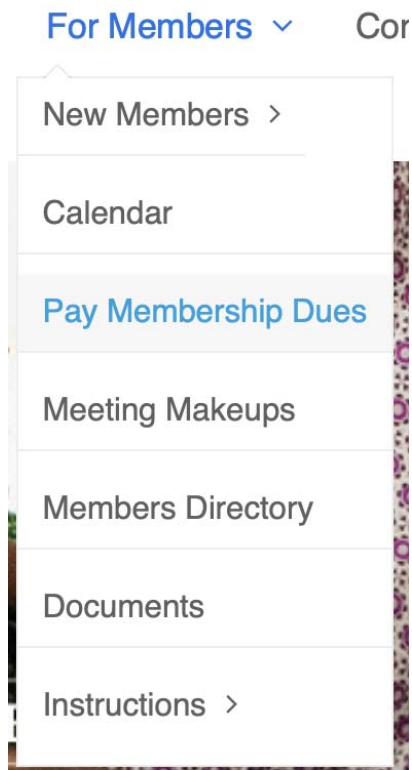 For Members
New Members
Calendar
Pay Membership Dues
Meeting Makeups
Members Directory
Documents
Instructions